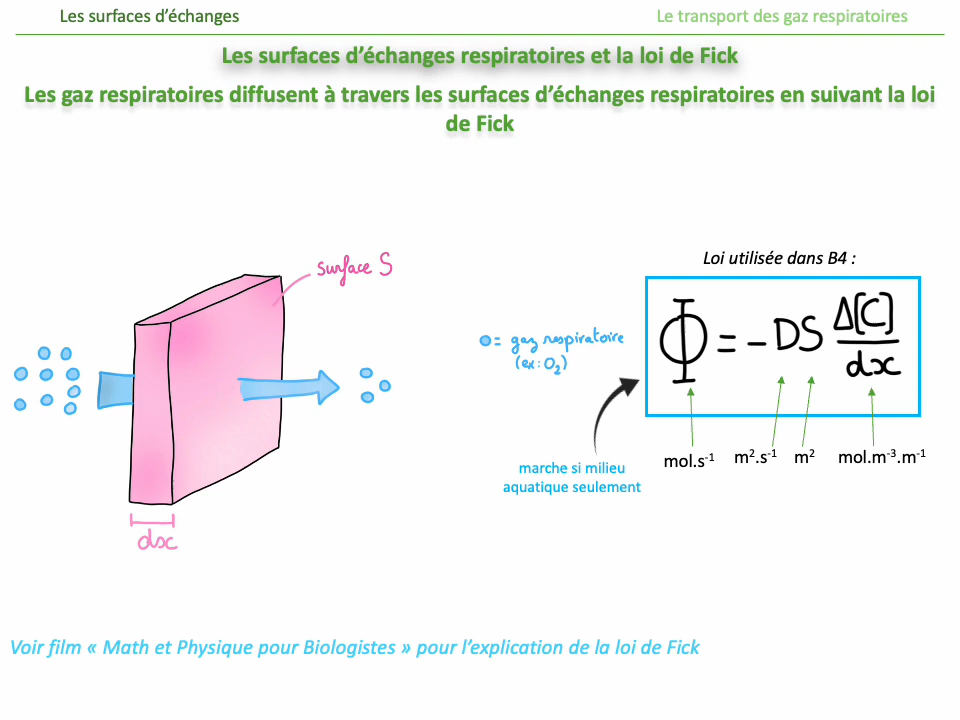 Les surfaces d’échanges
Le transport des gaz respiratoires
Les surfaces d’échanges respiratoires et la loi de Fick
Les gaz respiratoires diffusent à travers les surfaces d’échanges respiratoires en suivant la loi
de Fick
surface S
dx
= gaz respiratoire
(ex : O₂)
marche si milieu
aquatique seulement
Loi utilisée dans B4 :
Φ = - DS Δ[C]/dx
mol.s⁻¹ m².s⁻¹ m² mol.m⁻³.m⁻¹
Voir film « Math et Physique pour Biologistes » pour l’explication de la loi de Fick